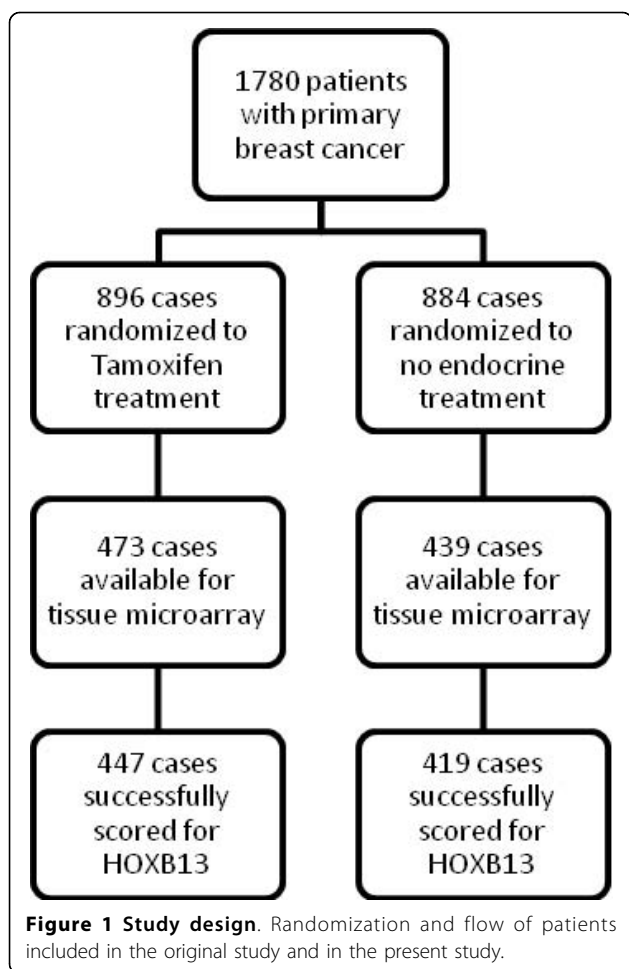 1780 patients
with primary
breast cancer
896 cases
randomized to
Tamoxifen
treatment
884 cases
randomized to
no endocrine
treatment
473 cases
available for
tissue microarray
439 cases
available for
tissue microarray
447 cases
successfully
scored for
HOXB13
419 cases
successfully
scored for
HOXB13
Figure 1 Study design. Randomization and flow of patients
included in the original study and in the present study.